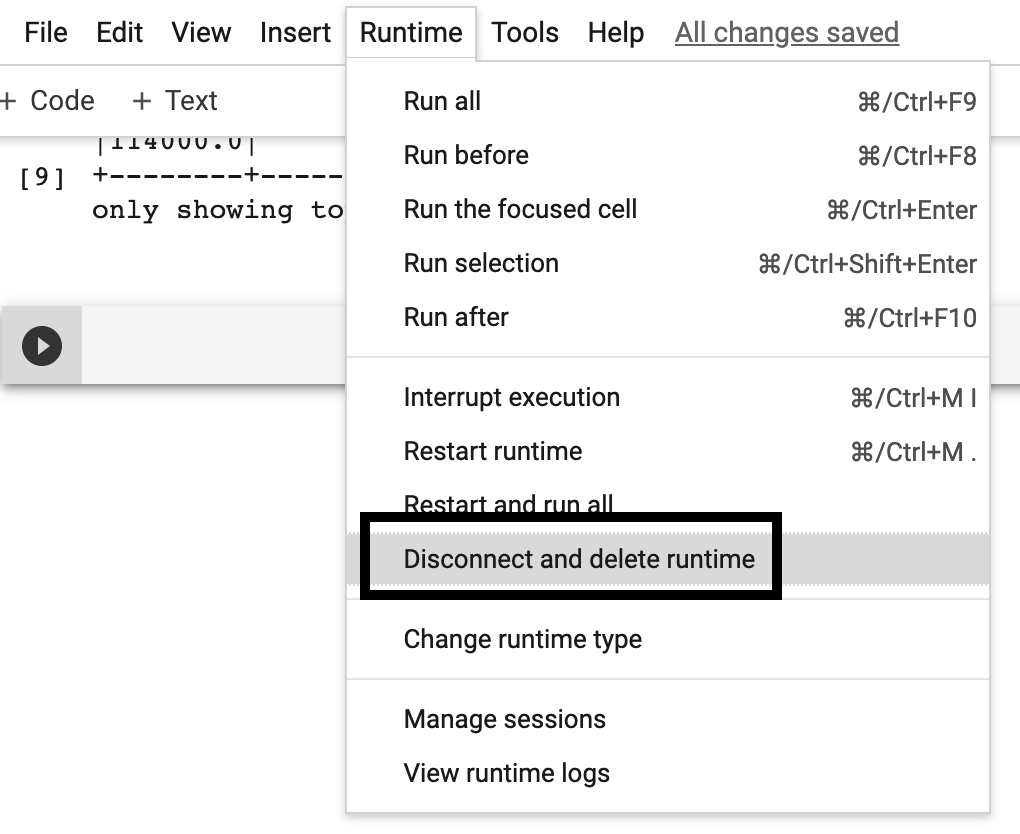 File Edit View Insert Runtime Tools Help All changes saved
+ Code + Text
|114000.0|
[9] +--------+-----
only showing to
Run all ⌘/Ctrl+F9
Run before ⌘/Ctrl+F8
Run the focused cell ⌘/Ctrl+Enter
Run selection ⌘/Ctrl+Shift+Enter
Run after ⌘/Ctrl+F10
Interrupt execution ⌘/Ctrl+M I
Restart runtime ⌘/Ctrl+M .
Restart and run all
Disconnect and delete runtime
Change runtime type
Manage sessions
View runtime logs